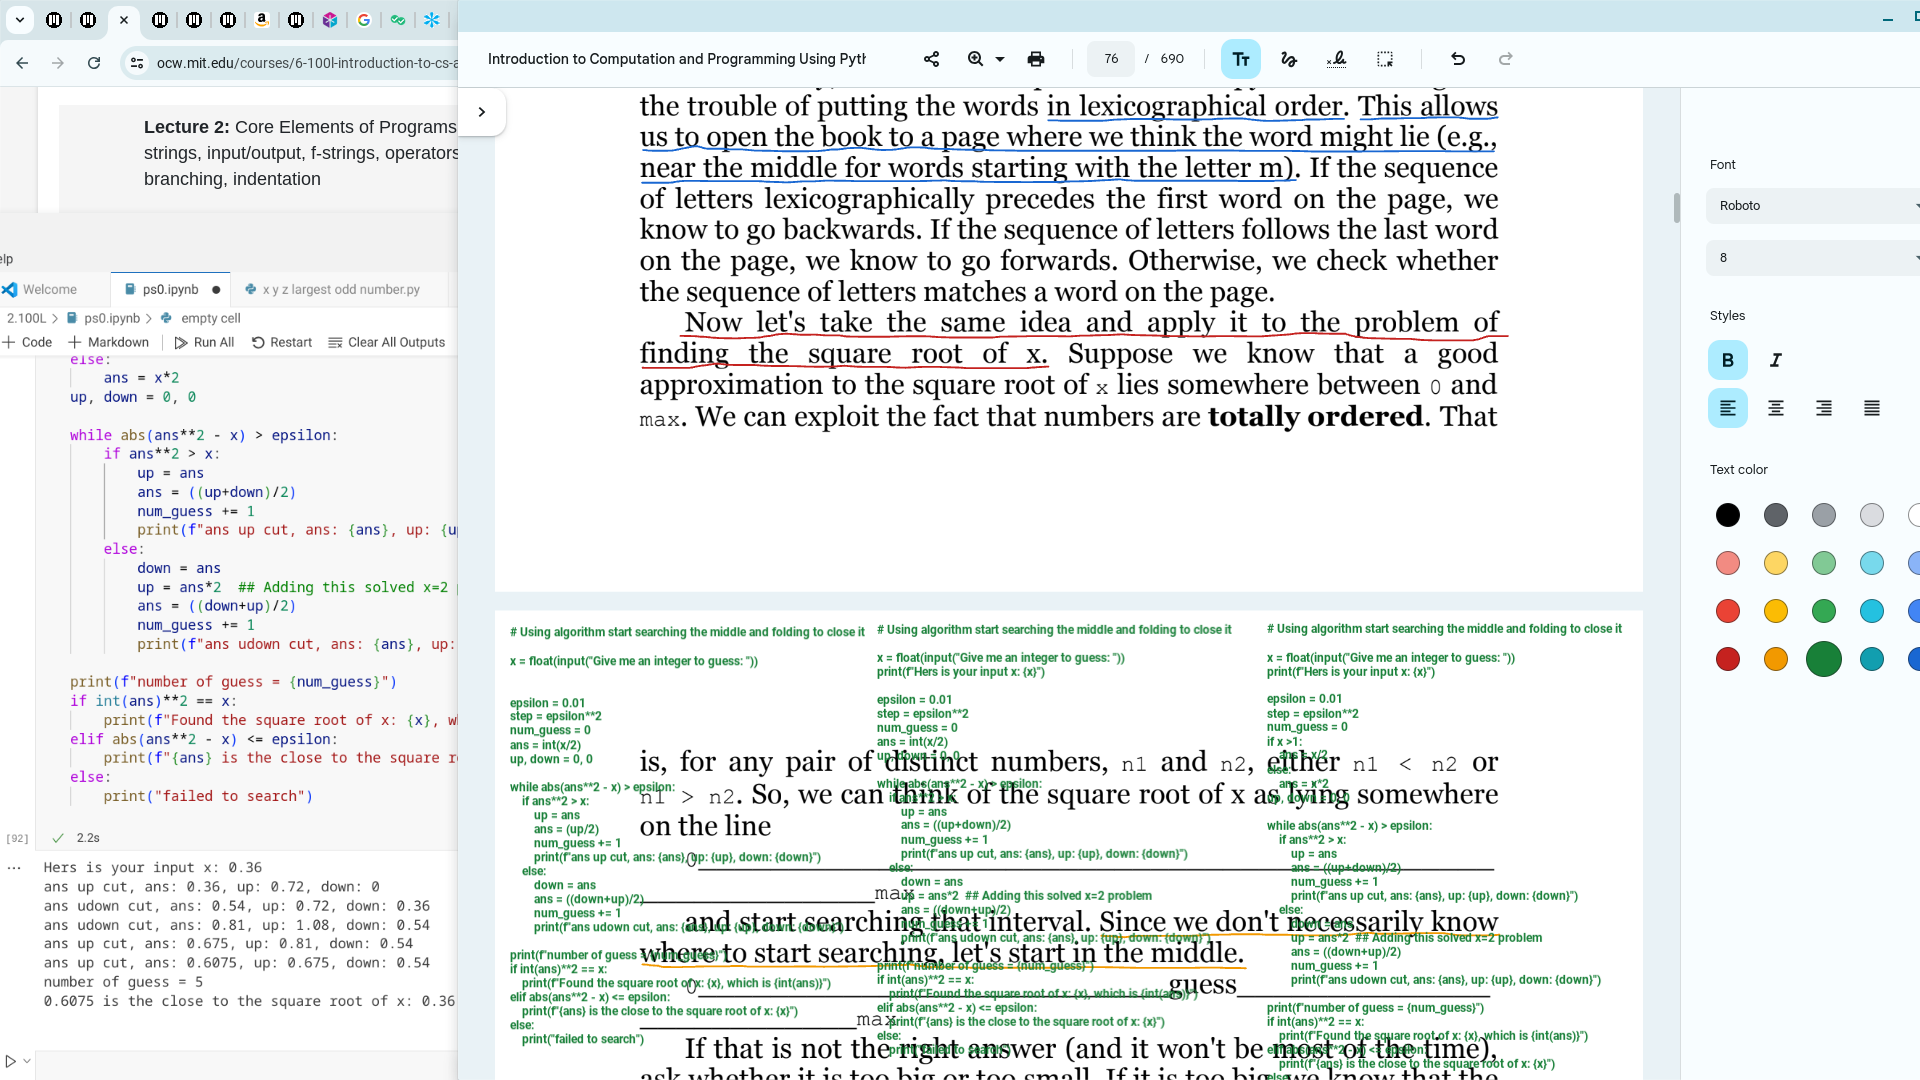 ocw.mit.edu/courses/6-100l-introduction-to-cs-a
Lecture 2: Core Elements of Programs
strings, input/output, f-strings, operators
branching, indentation
elp
Welcome
ps0.ipynb
x y z largest odd number.py
2.100L > ps0.ipynb > empty cell
+ Code + Markdown Run All Restart Clear All Outputs
else:
ans = x*2
up, down = 0, 0
while abs(ans**2 - x) > epsilon:
if ans**2 > x:
up = ans
ans = ((up+down)/2)
num_guess += 1
print(f"ans up cut, ans: {ans}, up: {u
else:
down = ans
up = ans*2 ## Adding this solved x=2
ans = ((down+up)/2)
num_guess += 1
print(f"ans udown cut, ans: {ans}, up:
print(f"number of guess = {num_guess}")
if int(ans)**2 == x:
print(f"Found the square root of x: {x}, w
elif abs(ans**2 - x) <= epsilon:
print(f"{ans} is the close to the square r
else:
print("failed to search")
[92] 2.2s
Hers is your input x: 0.36
ans up cut, ans: 0.36, up: 0.72, down: 0
ans udown cut, ans: 0.54, up: 0.72, down: 0.36
ans udown cut, ans: 0.81, up: 1.08, down: 0.54
ans up cut, ans: 0.675, up: 0.81, down: 0.54
ans up cut, ans: 0.6075, up: 0.675, down: 0.54
number of guess = 5
0.6075 is the close to the square root of x: 0.36
Introduction to Computation and Programming Using Pyth
76 / 690
the trouble of putting the words in lexicographical order. This allows
us to open the book to a page where we think the word might lie (e.g.,
near the middle for words starting with the letter m). If the sequence
of letters lexicographically precedes the first word on the page, we
know to go backwards. If the sequence of letters follows the last word
on the page, we know to go forwards. Otherwise, we check whether
the sequence of letters matches a word on the page.
Now let's take the same idea and apply it to the problem of
finding the square root of x. Suppose we know that a good
approximation to the square root of x lies somewhere between 0 and
max. We can exploit the fact that numbers are totally ordered. That
# Using algorithm start searching the middle and folding to close it
x = float(input("Give me an integer to guess: "))
epsilon = 0.01
step = epsilon**2
num_guess = 0
ans = int(x/2)
up, down = 0, 0
while abs(ans**2 - x) > epsilon:
if ans**2 > x:
up = ans
ans = (up/2)
num_guess += 1
print(f"ans up cut, ans: {ans}, up: {up}, down: {down}")
else:
down = ans
ans = ((down+up)/2)
num_guess += 1
print(f"ans udown cut, ans: {ans}, up: {up}, down: {down}")
print(f"number of guess = {num_guess}")
if int(ans)**2 == x:
print(f"Found the square root of x: {x}, which is {int(ans)}")
elif abs(ans**2 - x) <= epsilon:
print(f"{ans} is the close to the square root of x: {x}")
else:
print("failed to search")
# Using algorithm start searching the middle and folding to close it
x = float(input("Give me an integer to guess: "))
print(f"Hers is your input x: {x}")
epsilon = 0.01
step = epsilon**2
num_guess = 0
ans = int(x/2)
up, down = 0, 0
while abs(ans**2 - x) > epsilon:
if ans**2 > x:
up = ans
ans = ((up+down)/2)
num_guess += 1
print(f"ans up cut, ans: {ans}, up: {up}, down: {down}")
else:
down = ans
up = ans*2 ## Adding this solved x=2 problem
ans = ((down+up)/2)
num_guess += 1
print(f"ans udown cut, ans: {ans}, up: {up}, down: {down}")
print(f"number of guess = {num_guess}")
if int(ans)**2 == x:
print(f"Found the square root of x: {x}, which is {int(ans)}")
elif abs(ans**2 - x) <= epsilon:
print(f"{ans} is the close to the square root of x: {x}")
else:
print("failed to search")
# Using algorithm start searching the middle and folding to close it
x = float(input("Give me an integer to guess: "))
print(f"Hers is your input x: {x}")
epsilon = 0.01
step = epsilon**2
num_guess = 0
if x >1:
ans = x/2
else:
ans = x*2
up, down = 0, 0
while abs(ans**2 - x) > epsilon:
if ans**2 > x:
up = ans
ans = ((up+down)/2)
num_guess += 1
print(f"ans up cut, ans: {ans}, up: {up}, down: {down}")
else:
down = ans
up = ans*2 ## Adding this solved x=2 problem
ans = ((down+up)/2)
num_guess += 1
print(f"ans udown cut, ans: {ans}, up: {up}, down: {down}")
print(f"number of guess = {num_guess}")
if int(ans)**2 == x:
print(f"Found the square root of x: {x}, which is {int(ans)}")
elif abs(ans**2 - x) <= epsilon:
print(f"{ans} is the close to the square root of x: {x}")
else:
is, for any pair of distinct numbers, n1 and n2, either n1 < n2 or
n1 > n2. So, we can think of the square root of x as lying somewhere
on the line
0
max
and start searching that interval. Since we don't necessarily know
where to start searching, let's start in the middle.
0 guess
max
If that is not the right answer (and it won't be most of the time),
ask whether it is too big or too small. If it is too big, we know that the
Font
Roboto
8
Styles
B I
Text color